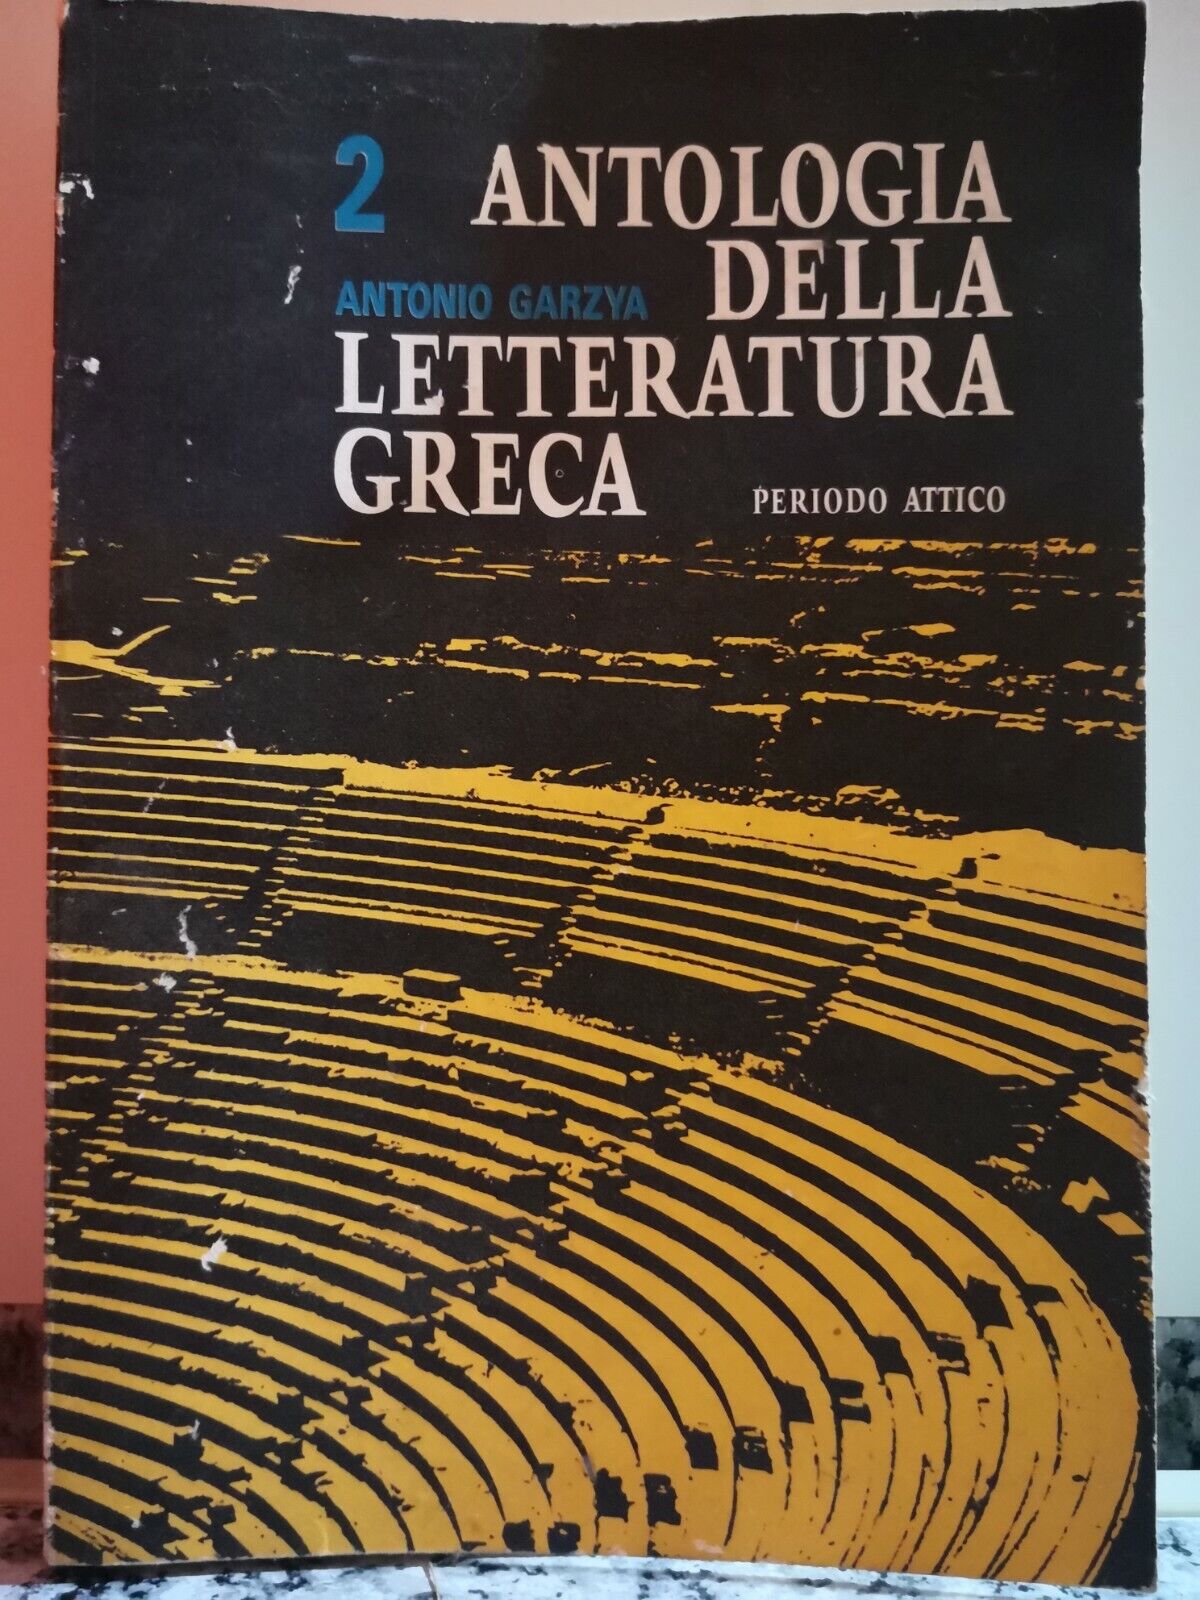 2 ANTOLOGIA
ANTONIO GARZYA DELLA
LETTERATURA
GRECA PERIODO ATTICO